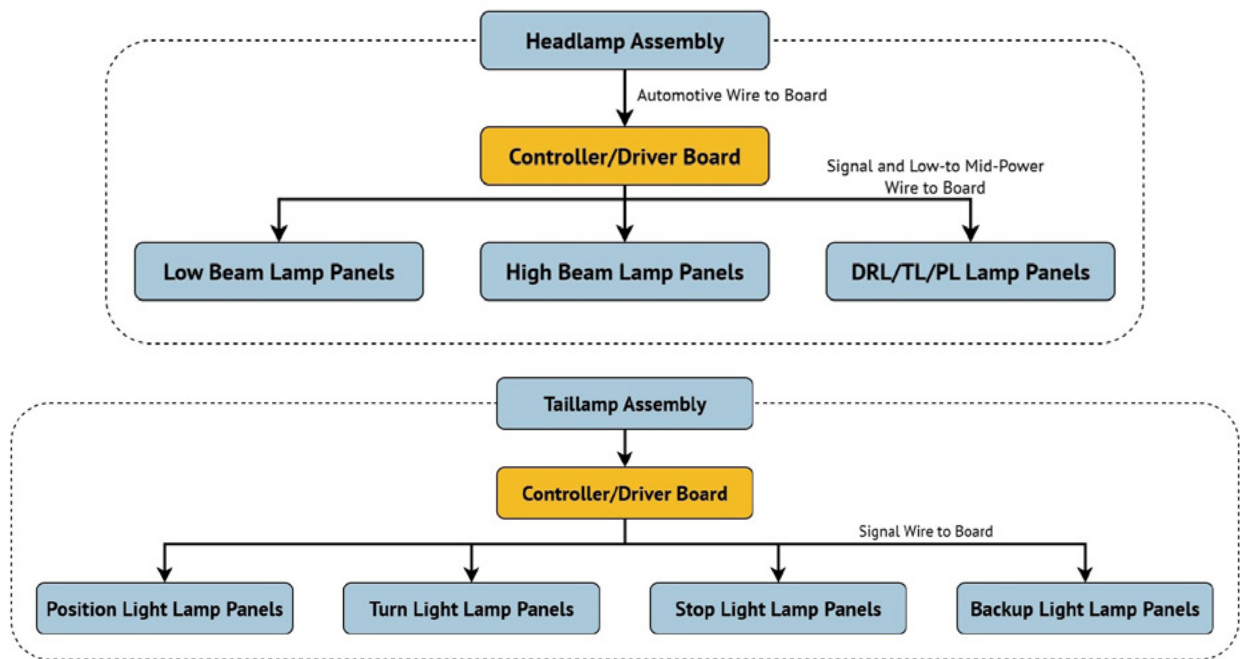 Headlamp Assembly
Automotive Wire to Board
Controller/Driver Board
Signal and Low-to Mid-Power
Wire to Board
Low Beam Lamp Panels
High Beam Lamp Panels
DRL/TL/PL Lamp Panels
Taillamp Assembly
Controller/Driver Board
Signal Wire to Board
Position Light Lamp Panels
Turn Light Lamp Panels
Stop Light Lamp Panels
Backup Light Lamp Panels